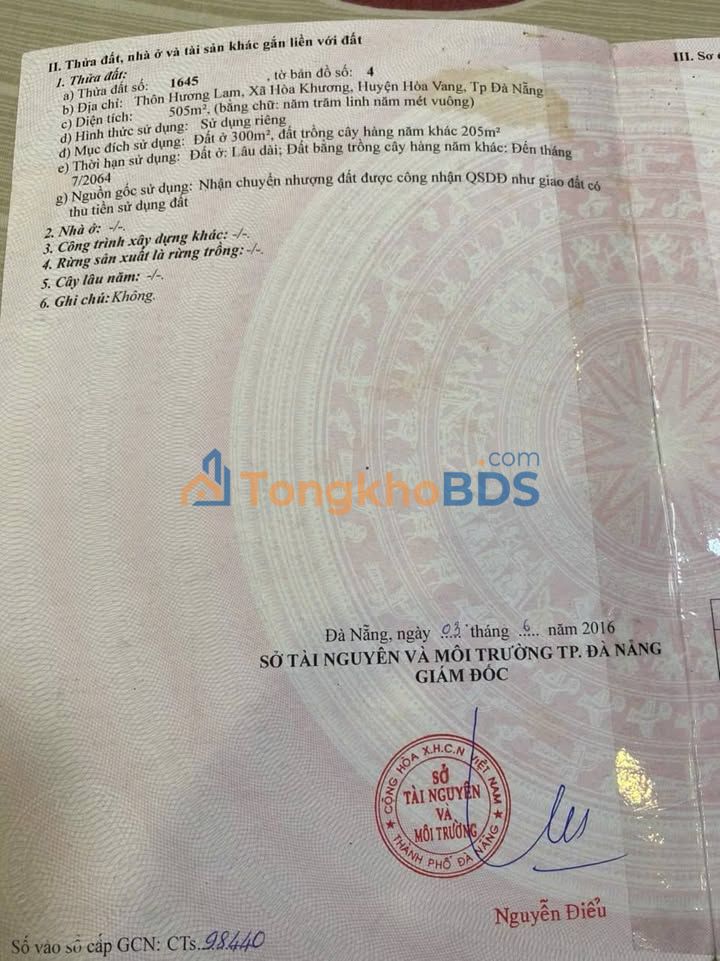 II. Thửa đất, nhà ở và tài sản khác gắn liền với đất
III. Sơ
1. Thửa đất:
a) Thửa đất số: 1645 , tờ bản đồ số: 4
b) Địa chỉ: Thôn Hương Lam, Xã Hòa Khương, Huyện Hòa Vang, Tp Đà Nẵng
c) Diện tích: 505m², (bằng chữ: năm trăm linh năm mét vuông)
d) Hình thức sử dụng: Sử dụng riêng
đ) Mục đích sử dụng: Đất ở 300m², đất trồng cây hàng năm khác 205m²
e) Thời hạn sử dụng: Đất ở: Lâu dài; Đất bằng trồng cây hàng năm khác: Đến tháng
7/2064
g) Nguồn gốc sử dụng: Nhận chuyển nhượng đất được công nhận QSDĐ như giao đất có
thu tiền sử dụng đất
2. Nhà ở: -/-.
3. Công trình xây dựng khác: -/-.
4. Rừng sản xuất là rừng trồng: -/-.
5. Cây lâu năm: -/-.
6. Ghi chú: Không.
TongkhoBDS.com
Đà Nẵng, ngày 03 tháng 6 năm 2016
SỞ TÀI NGUYÊN VÀ MÔI TRƯỜNG TP. ĐÀ NẴNG
GIÁM ĐỐC
CỘNG HÒA X.H.C.N VIỆT NAM
SỞ
TÀI NGUYÊN
VÀ
MÔI TRƯỜNG
THÀNH PHỐ ĐÀ NẴNG
Nguyễn Điểu
Số vào sổ cấp GCN: CTs.98440